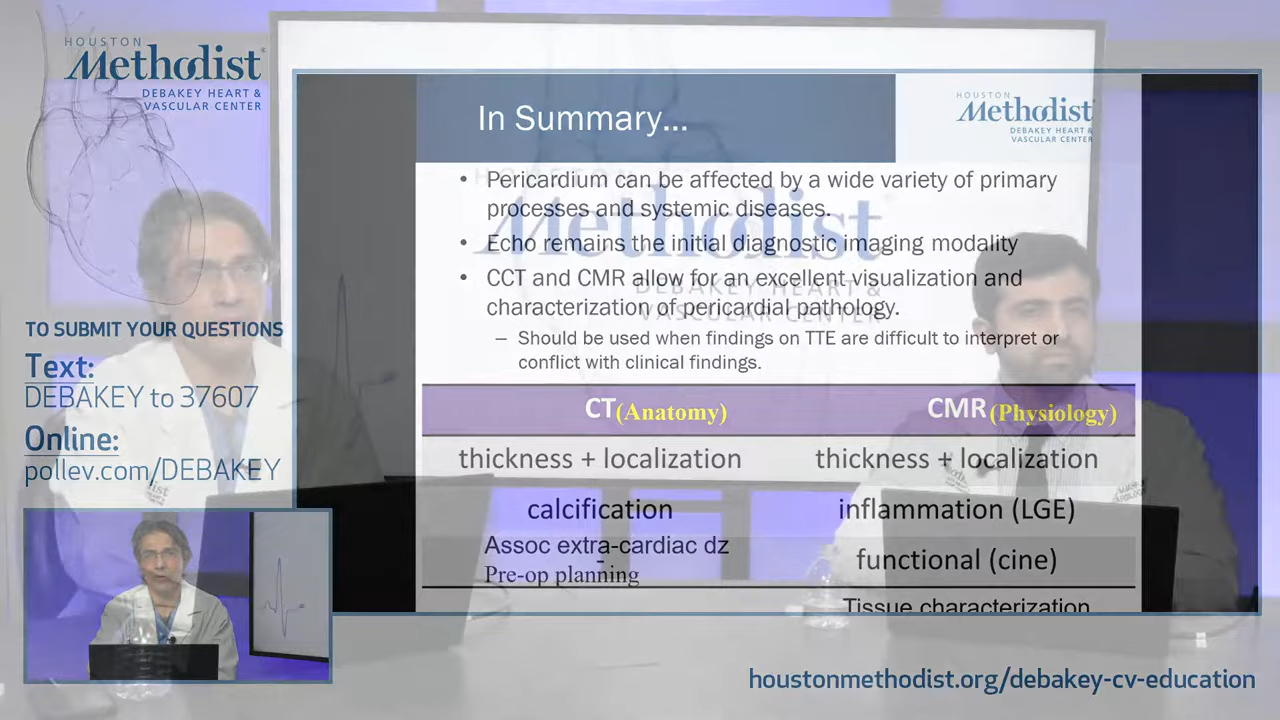 HOUSTON
Methodist
DEBAKEY HEART &
VASCULAR CENTER
TO SUBMIT YOUR QUESTIONS
Text:
DEBAKEY to 37607
Online:
pollev.com/DEBAKEY
In Summary...
HOUSTON
Methodist
DEBAKEY HEART &
VASCULAR CENTER
• Pericardium can be affected by a wide variety of primary
processes and systemic diseases.
• Echo remains the initial diagnostic imaging modality
• CCT and CMR allow for an excellent visualization and
characterization of pericardial pathology.
– Should be used when findings on TTE are difficult to interpret or
conflict with clinical findings.
CT(Anatomy) CMR(Physiology)
thickness + localization thickness + localization
calcification inflammation (LGE)
Assoc extra-cardiac dz functional (cine)
Pre-op planning
Tissue characterization
Methodist
DEBAKEY HEART &
VASCULAR CENTER
houstonmethodist.org/debakey-cv-education